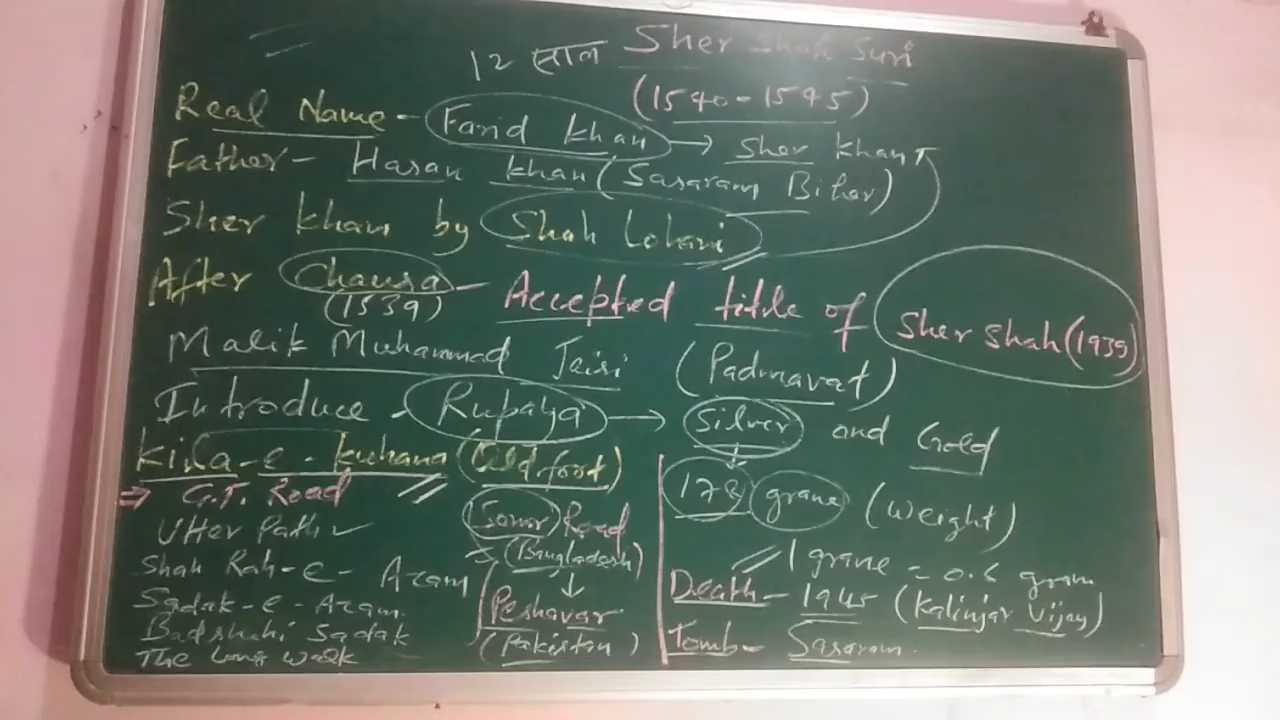 12 साल Sher Shah Suri
(1540-1545)
Real Name - Farid khan → Sher khan
Father - Hasan khan (Sasaram Bihar)
Sher khan by Shah Lohani
After Chausa - Accepted title of Sher Shah (1939)
(1539)
Malik Muhammad Jaisi (Padmavat)
Introduce - Rupaya → Silver and Gold
Kila-e-kuhana (Old fort)
178 grane (weight)
1 grane = 0.6 gram
⇒ G.T. Road
Utter Path
Shah Rah-e-Azam
Sadak-e-Azam
Badshahi Sadak
The Long walk
Sonar Road
(Bangladesh)
↓
Peshavar
(Pakistan)
Death - 1945 (Kalinjar Vijay)
Tomb - Sasaram.